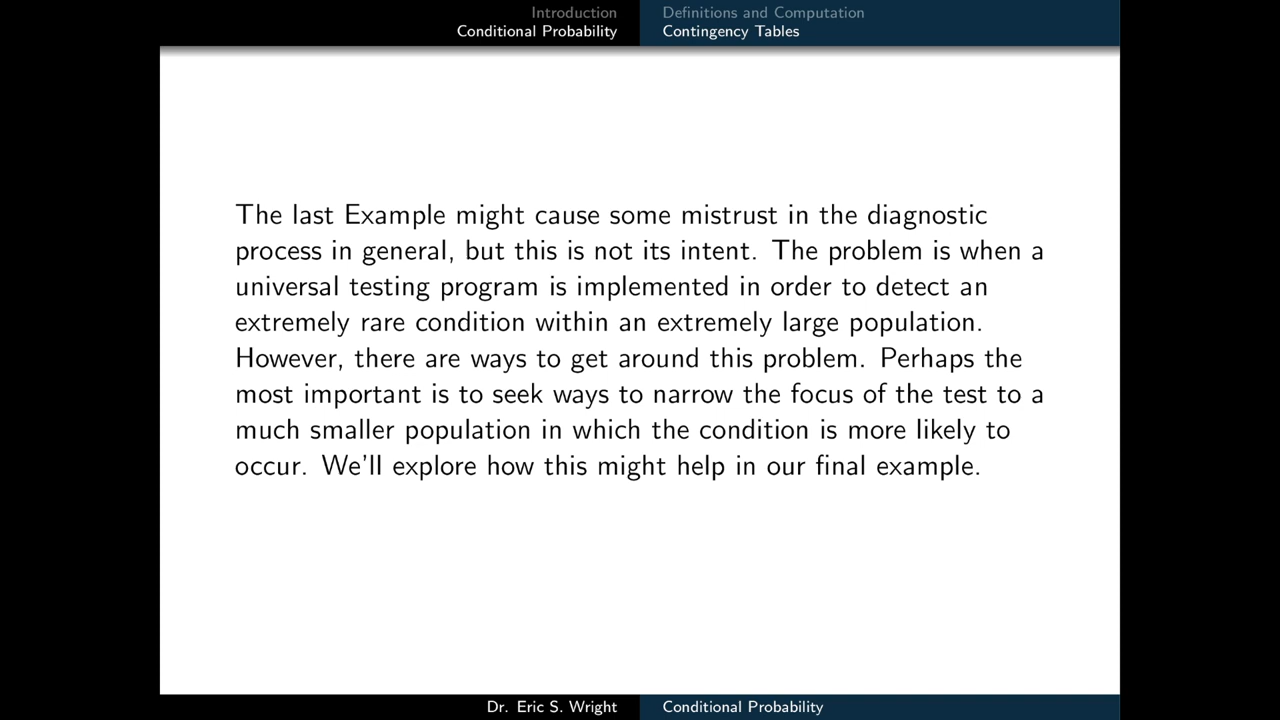 Introduction
Conditional Probability
Definitions and Computation
Contingency Tables
The last Example might cause some mistrust in the diagnostic
process in general, but this is not its intent. The problem is when a
universal testing program is implemented in order to detect an
extremely rare condition within an extremely large population.
However, there are ways to get around this problem. Perhaps the
most important is to seek ways to narrow the focus of the test to a
much smaller population in which the condition is more likely to
occur. We'll explore how this might help in our final example.
Dr. Eric S. Wright
Conditional Probability